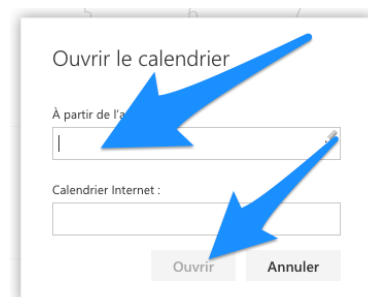 Ouvrir le calendrier
À partir de
Calendrier Internet :
Ouvrir Annuler